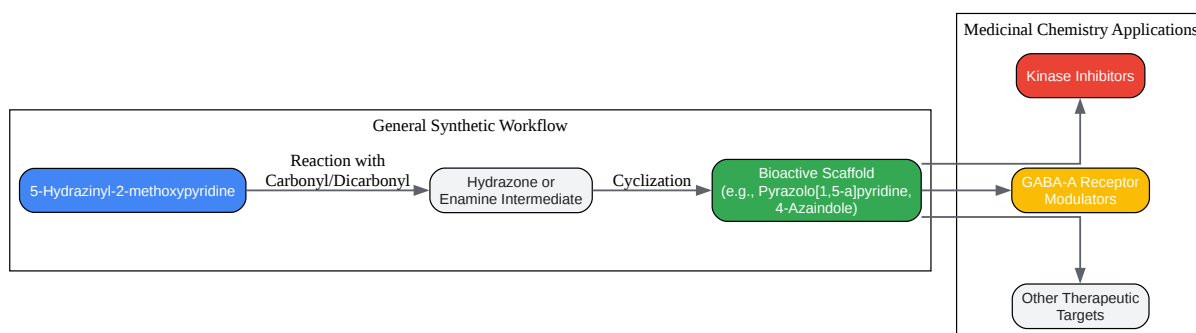 Medicinal Chemistry Applications
Kinase Inhibitors
General Synthetic Workflow
5-Hydrazinyl-2-methoxypyridine
Reaction with
Carbonyl/Dicarbonyl
Hydrazone or
Enamine Intermediate
Cyclization
Bioactive Scaffold
(e.g., Pyrazolo[1,5-a]pyridine,
4-Azaindole)
GABA-A Receptor
Modulators
Other Therapeutic
Targets